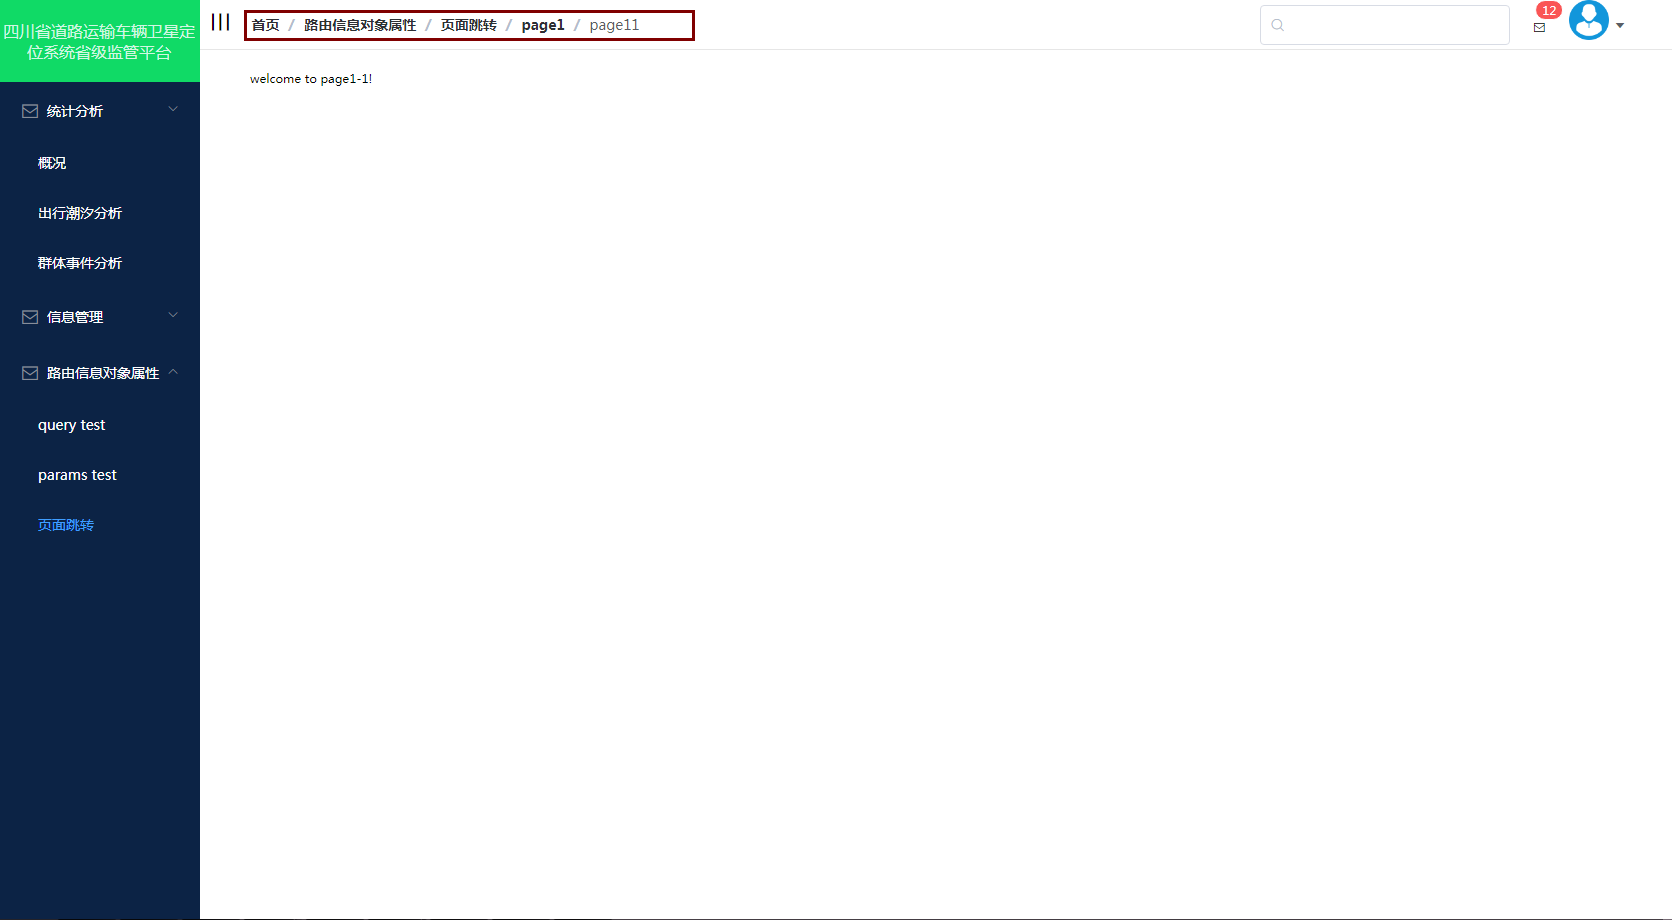 四川省道路运输车辆卫星定
位系统省级监管平台
首页 / 路由信息对象属性 / 页面跳转 / page1 / page11
12
welcome to page1-1!
统计分析
概况
出行潮汐分析
群体事件分析
信息管理
路由信息对象属性
query test
params test
页面跳转